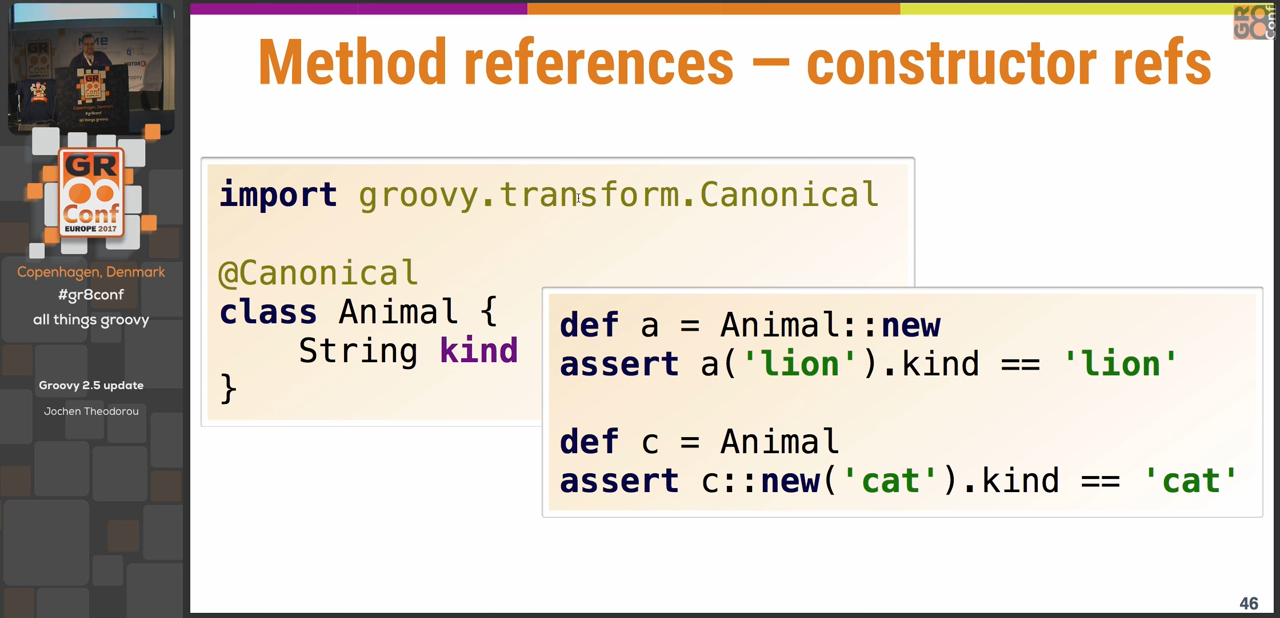 Method references — constructor refs
import groovy.transform.Canonical
@Canonical
class Animal {
    String kind
}
def a = Animal::new
assert a('lion').kind == 'lion'
def c = Animal
assert c::new('cat').kind == 'cat'
46
GR
Conf
EUROPE 2017
Copenhagen, Denmark
#gr8conf
all things groovy
Groovy 2.5 update
Jochen Theodorou